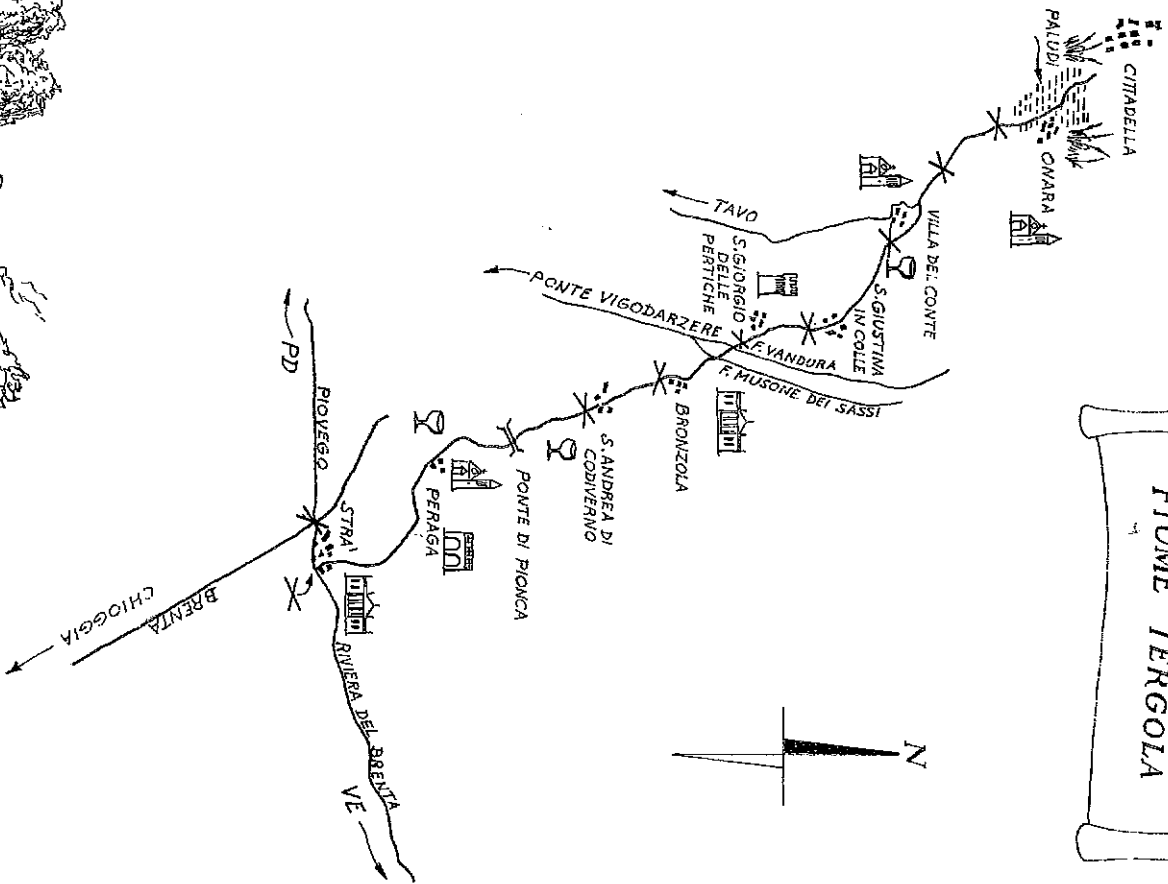 FIUME TERGOLA
N
CITTADELLA
PALUDI
ONARA
VILLA DEL CONTE
TAVO
S. GIUSTINA
IN COLLE
S. GIORGIO
DELLE
PERTICHE
PONTE VIGODARZERE
F. VANDURA
F. MUSONE DEI SASSI
BRONZOLA
S. ANDREA DI
CODIVERNO
PONTE DI PIONCA
PERAGA
PD
PIOVEGO
STRA'
BRENTA
CHIOGGIA
RIVIERA DEL BRENTA
VE